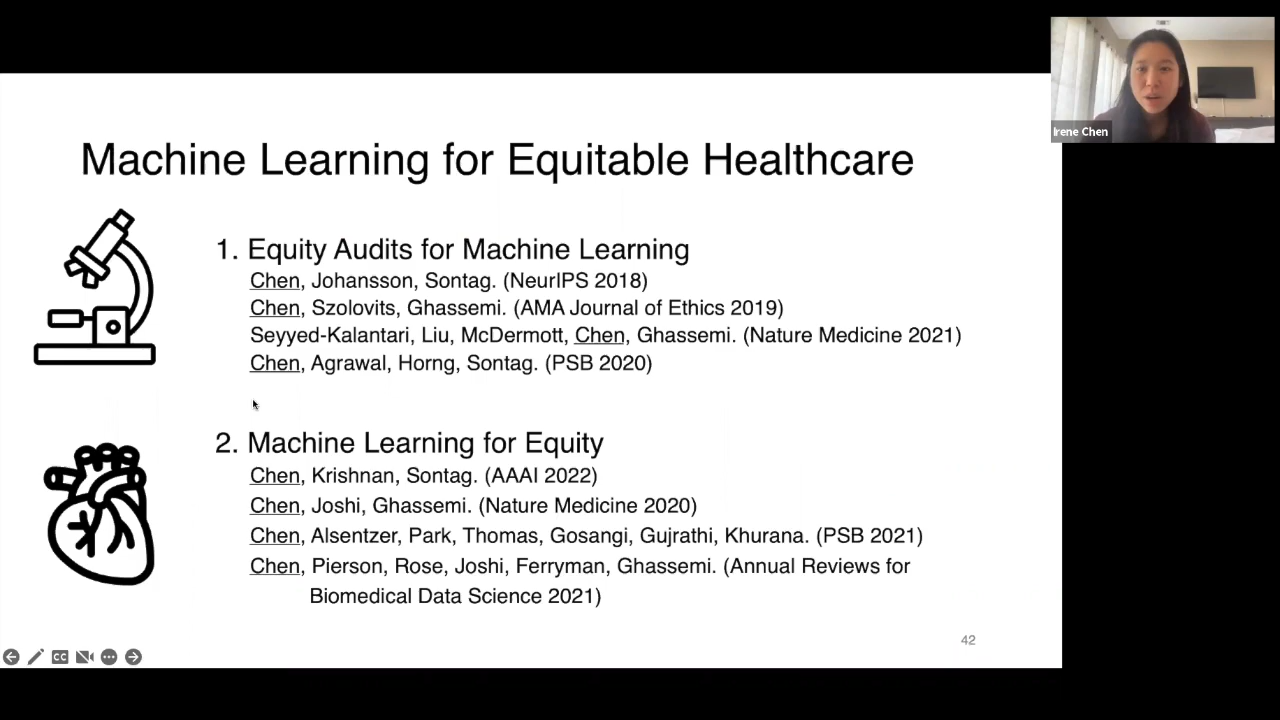 Machine Learning for Equitable Healthcare
1. Equity Audits for Machine Learning
Chen, Johansson, Sontag. (NeurIPS 2018)
Chen, Szolovits, Ghassemi. (AMA Journal of Ethics 2019)
Seyyed-Kalantari, Liu, McDermott, Chen, Ghassemi. (Nature Medicine 2021)
Chen, Agrawal, Horng, Sontag. (PSB 2020)
2. Machine Learning for Equity
Chen, Krishnan, Sontag. (AAAI 2022)
Chen, Joshi, Ghassemi. (Nature Medicine 2020)
Chen, Alsentzer, Park, Thomas, Gosangi, Gujrathi, Khurana. (PSB 2021)
Chen, Pierson, Rose, Joshi, Ferryman, Ghassemi. (Annual Reviews for
Biomedical Data Science 2021)
42
CC
Irene Chen